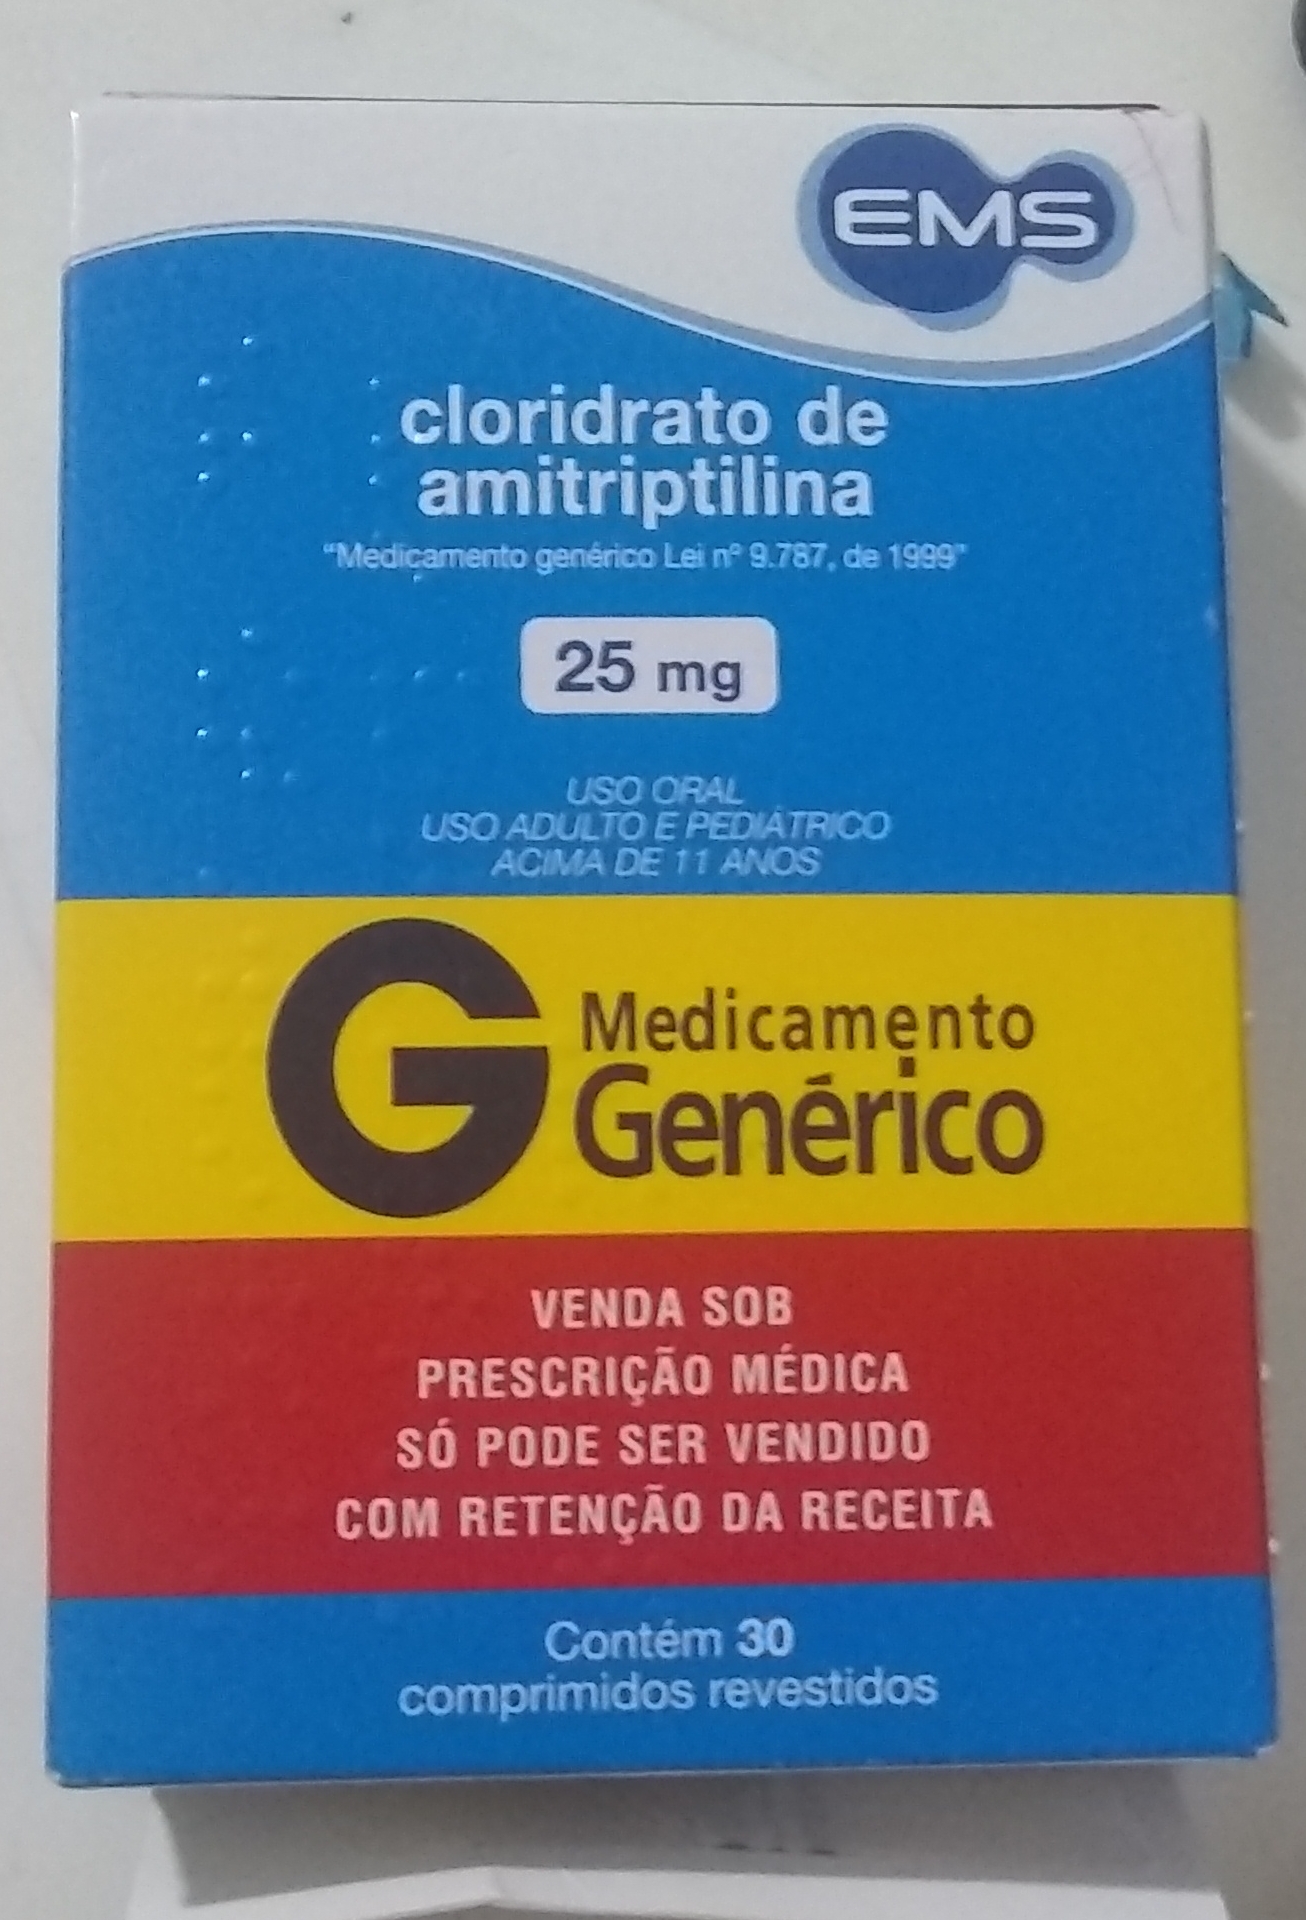 EMS
cloridrato de
amitriptilina
"Medicamento genérico Lei nº 9.787, de 1999"
25 mg
USO ORAL
USO ADULTO E PEDIÁTRICO
ACIMA DE 11 ANOS
G
Medicamento
Genérico
VENDA SOB
PRESCRIÇÃO MÉDICA
SÓ PODE SER VENDIDO
COM RETENÇÃO DA RECEITA
Contém 30
comprimidos revestidos